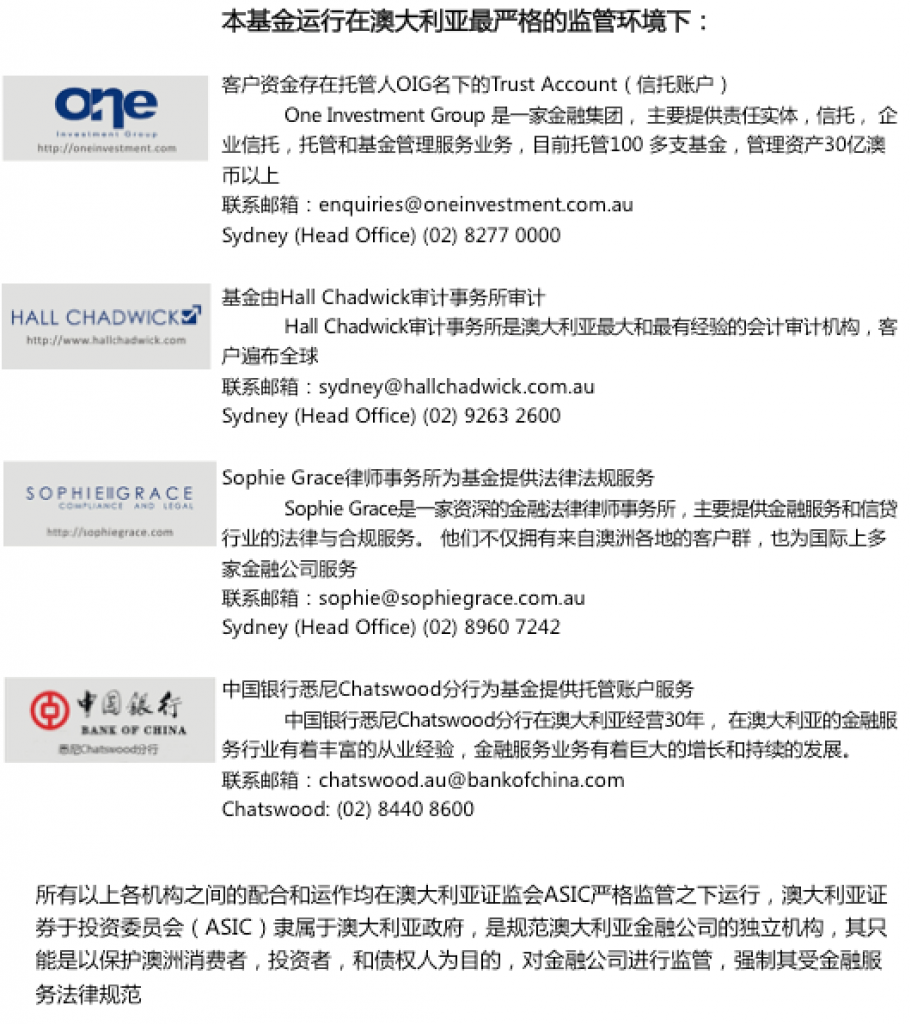 本基金运行在澳大利亚最严格的监管环境下：
one
Investment Group
http://oneinvestment.com
客户资金存在托管人OIG名下的Trust Account（信托账户）
One Investment Group 是一家金融集团，主要提供责任实体，信托，企
业信托，托管和基金管理服务业务，目前托管100 多支基金，管理资产30亿澳
币以上
联系邮箱：enquiries@oneinvestment.com.au
Sydney (Head Office) (02) 8277 0000
HALL CHADWICK
http://www.hallchadwick.com
基金由Hall Chadwick审计事务所审计
Hall Chadwick审计事务所是澳大利亚最大和最有经验的会计审计机构，客
户遍布全球
联系邮箱：sydney@hallchadwick.com.au
Sydney (Head Office) (02) 9263 2600
SOPHIE GRACE
COMPLIANCE AND LEGAL
http://sophiegrace.com
Sophie Grace律师事务所为基金提供法律法规服务
Sophie Grace是一家资深的金融法律律师事务所，主要提供金融服务和信贷
行业的法律与合规服务。 他们不仅拥有来自澳洲各地的客户群，也为国际上多
家金融公司服务
联系邮箱：sophie@sophiegrace.com.au
Sydney (Head Office) (02) 8960 7242
中国银行
BANK OF CHINA
悉尼Chatswood分行
中国银行悉尼Chatswood分行为基金提供托管账户服务
中国银行悉尼Chatswood分行在澳大利亚经营30年， 在澳大利亚的金融服
务行业有着丰富的从业经验，金融服务业务有着巨大的增长和持续的发展。
联系邮箱：chatswood.au@bankofchina.com
Chatswood: (02) 8440 8600
所有以上各机构之间的配合和运作均在澳大利亚证监会ASIC严格监管之下运行，澳大利亚证
券于投资委员会（ASIC）隶属于澳大利亚政府，是规范澳大利亚金融公司的独立机构，其只
能是以保护澳洲消费者，投资者，和债权人为目的，对金融公司进行监管，强制其受金融服
务法律规范